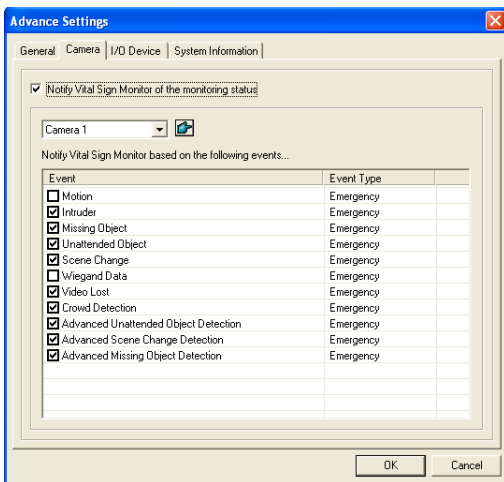 Advance Settings
General Camera I/O Device System Information
Notify Vital Sign Monitor of the monitoring status
Camera 1
Notify Vital Sign Monitor based on the following events...
Event Event Type
Motion Emergency
Intruder Emergency
Missing Object Emergency
Unattended Object Emergency
Scene Change Emergency
Wiegand Data Emergency
Video Lost Emergency
Crowd Detection Emergency
Advanced Unattended Object Detection Emergency
Advanced Scene Change Detection Emergency
Advanced Missing Object Detection Emergency
OK Cancel